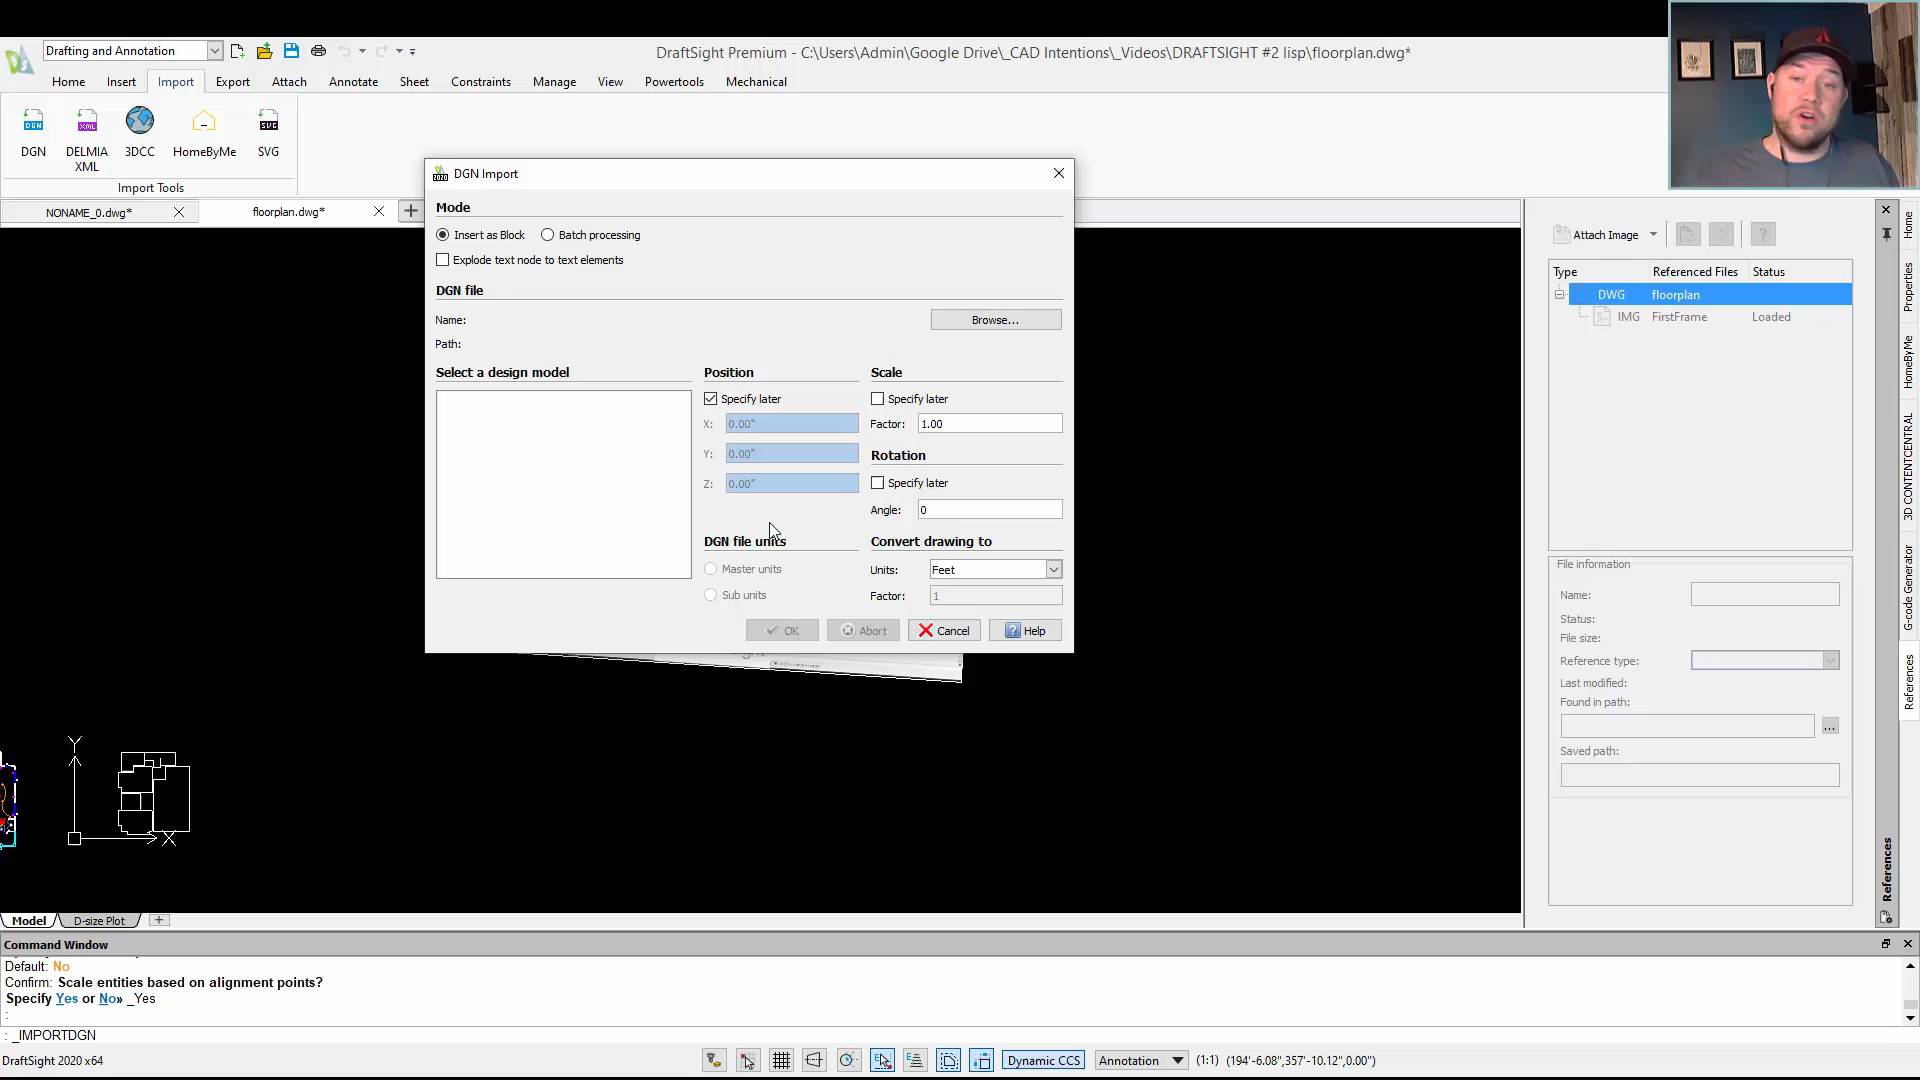 Drafting and Annotation
DraftSight Premium - C:\Users\Admin\Google Drive\_CAD Intentions\_Videos\DRAFTSIGHT #2 lisp\floorplan.dwg*
Home Insert Import Export Attach Annotate Sheet Constraints Manage View Powertools Mechanical
DGN DELMIA XML 3DCC HomeByMe SVG
Import Tools
NONAME_0.dwg* floorplan.dwg*
DGN Import
Mode
Insert as Block Batch processing
Explode text node to text elements
DGN file
Name: Browse...
Path:
Select a design model Position Scale
Specify later Specify later
X: 0.00" Factor: 1.00
Y: 0.00" Rotation
Z: 0.00" Specify later
Angle: 0
DGN file units Convert drawing to
Master units Units: Feet
Sub units Factor: 1
OK Abort Cancel Help
Attach Image
Type Referenced Files Status
DWG floorplan
IMG FirstFrame Loaded
File information
Name:
Status:
File size:
Reference type:
Last modified:
Found in path:
...
Saved path:
Home
Properties
HomeByMe
3D CONTENTCENTRAL
G-code Generator
References
References
Y
X
Model D-size Plot
Command Window
Default: No
Confirm: Scale entities based on alignment points?
Specify Yes or No» _Yes
:
: _IMPORTDGN
DraftSight 2020 x64 Dynamic CCS Annotation (1:1) (194'-6.08",357'-10.12",0.00")